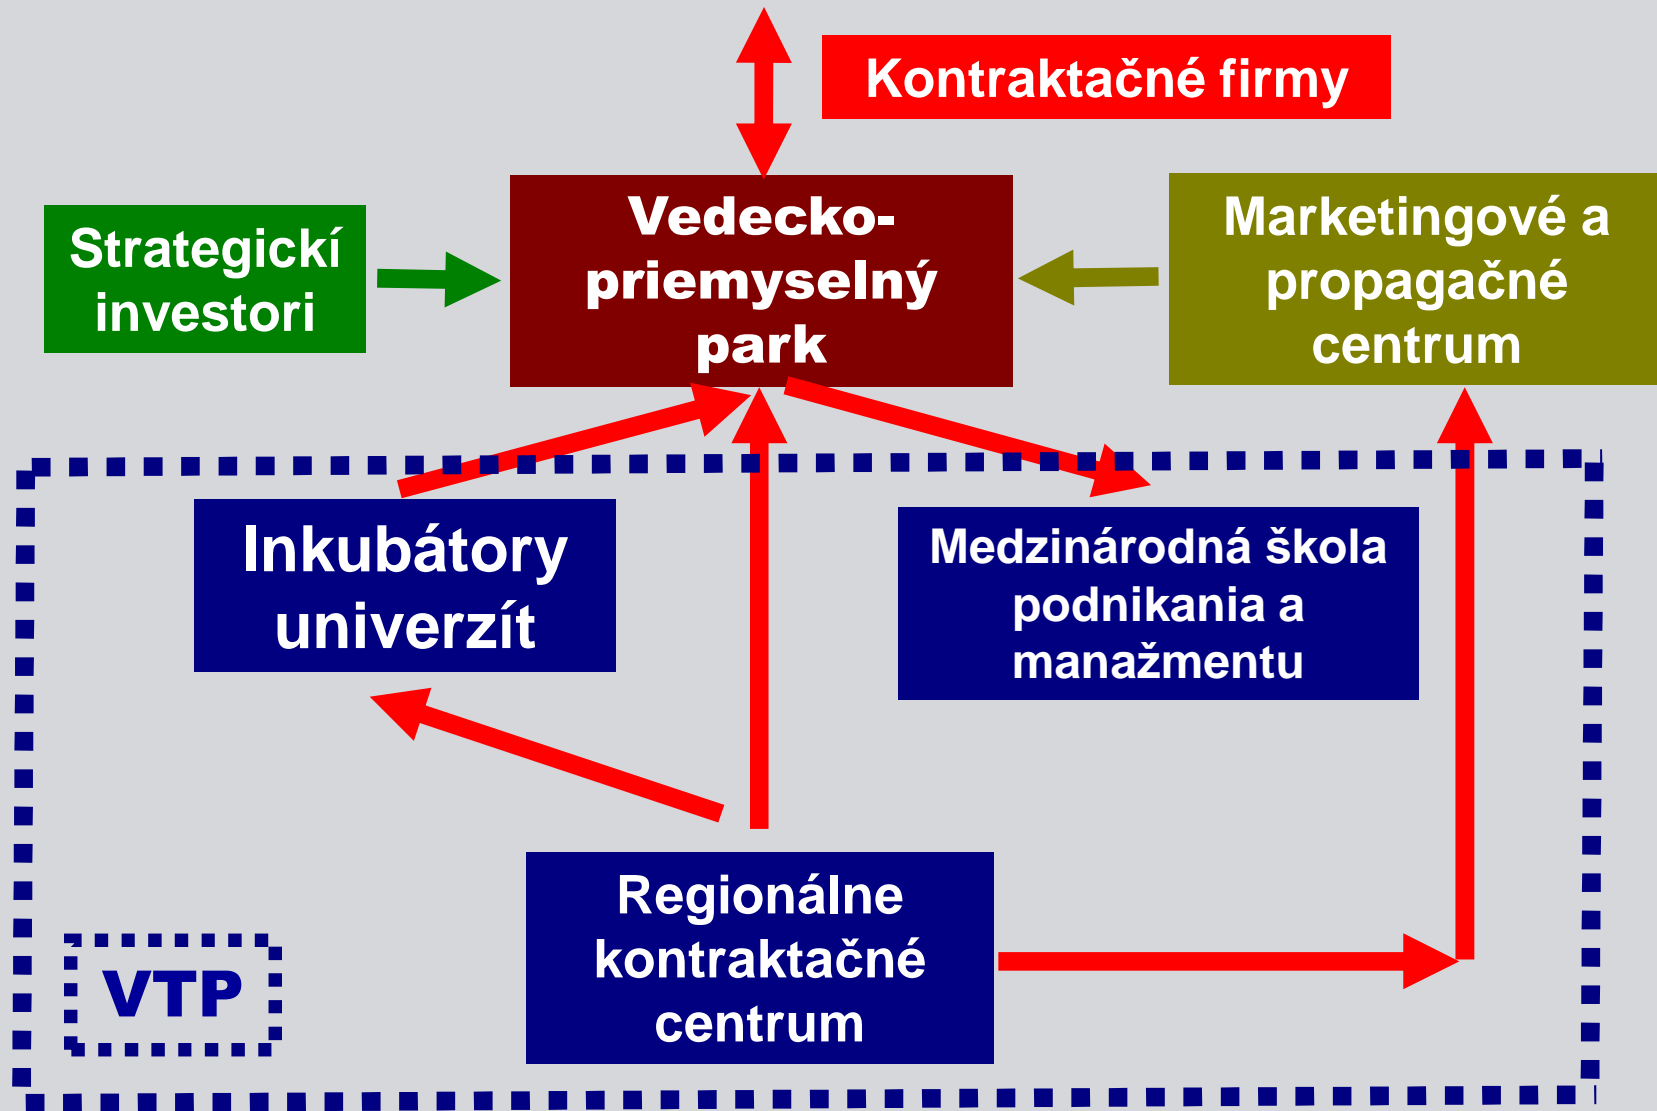 Kontraktačné firmy
Strategickí
investori
Vedecko-
priemyselný
park
Marketingové a
propagačné
centrum
Inkubátory
univerzít
Medzinárodná škola
podnikania a
manažmentu
Regionálne
kontraktačné
centrum
VTP